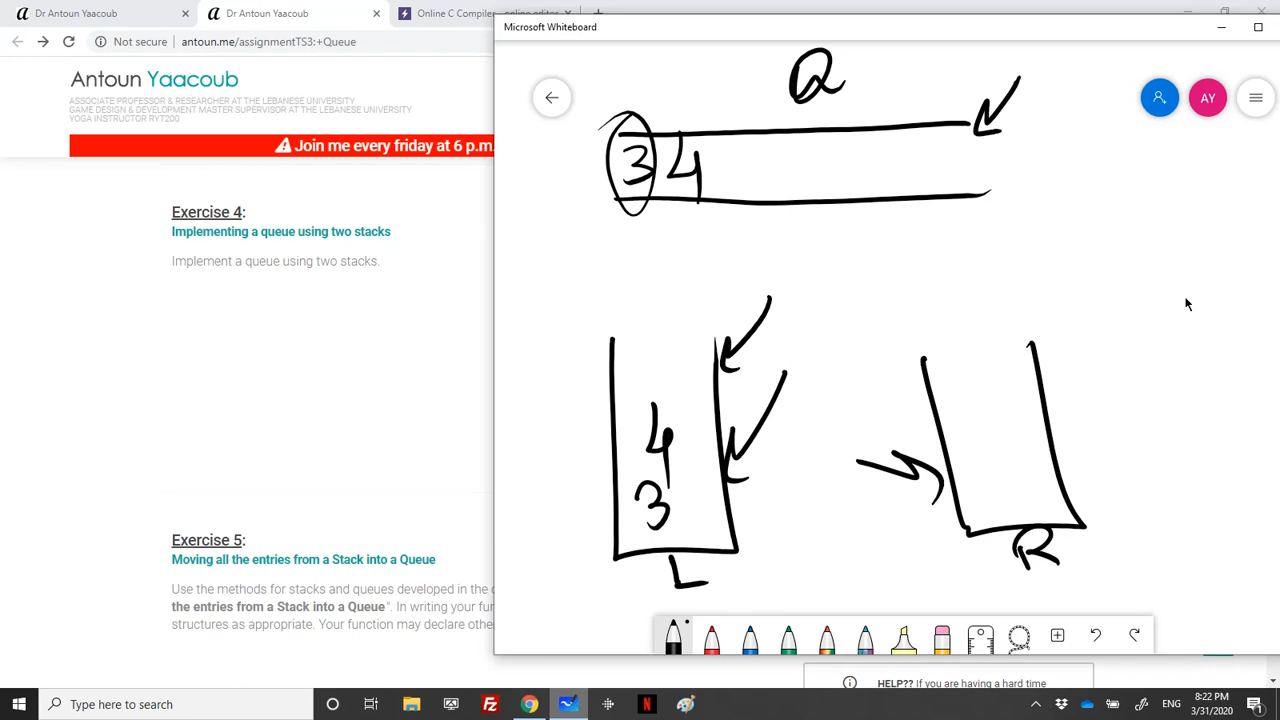 Dr Antoun Yaacoub
Dr Antoun Yaacoub
Online C Compiler - online editor
Not secure
antoun.me/assignmentTS3:+Queue
Antoun Yaacoub
ASSOCIATE PROFESSOR & RESEARCHER AT THE LEBANESE UNIVERSITY
GAME DESIGN & DEVELOPMENT MASTER SUPERVISOR AT THE LEBANESE UNIVERSITY
YOGA INSTRUCTOR RYT200
Join me every friday at 6 p.m.
Exercise 4:
Implementing a queue using two stacks
Implement a queue using two stacks.
Exercise 5:
Moving all the entries from a Stack into a Queue
Use the methods for stacks and queues developed in the
the entries from a Stack into a Queue". In writing your
structures as appropriate. Your function may declare
Microsoft Whiteboard
AY
Q
3 4
4
3
L
R
HELP?? If you are having a hard time
Type here to search
ENG
8:22 PM
3/31/2020